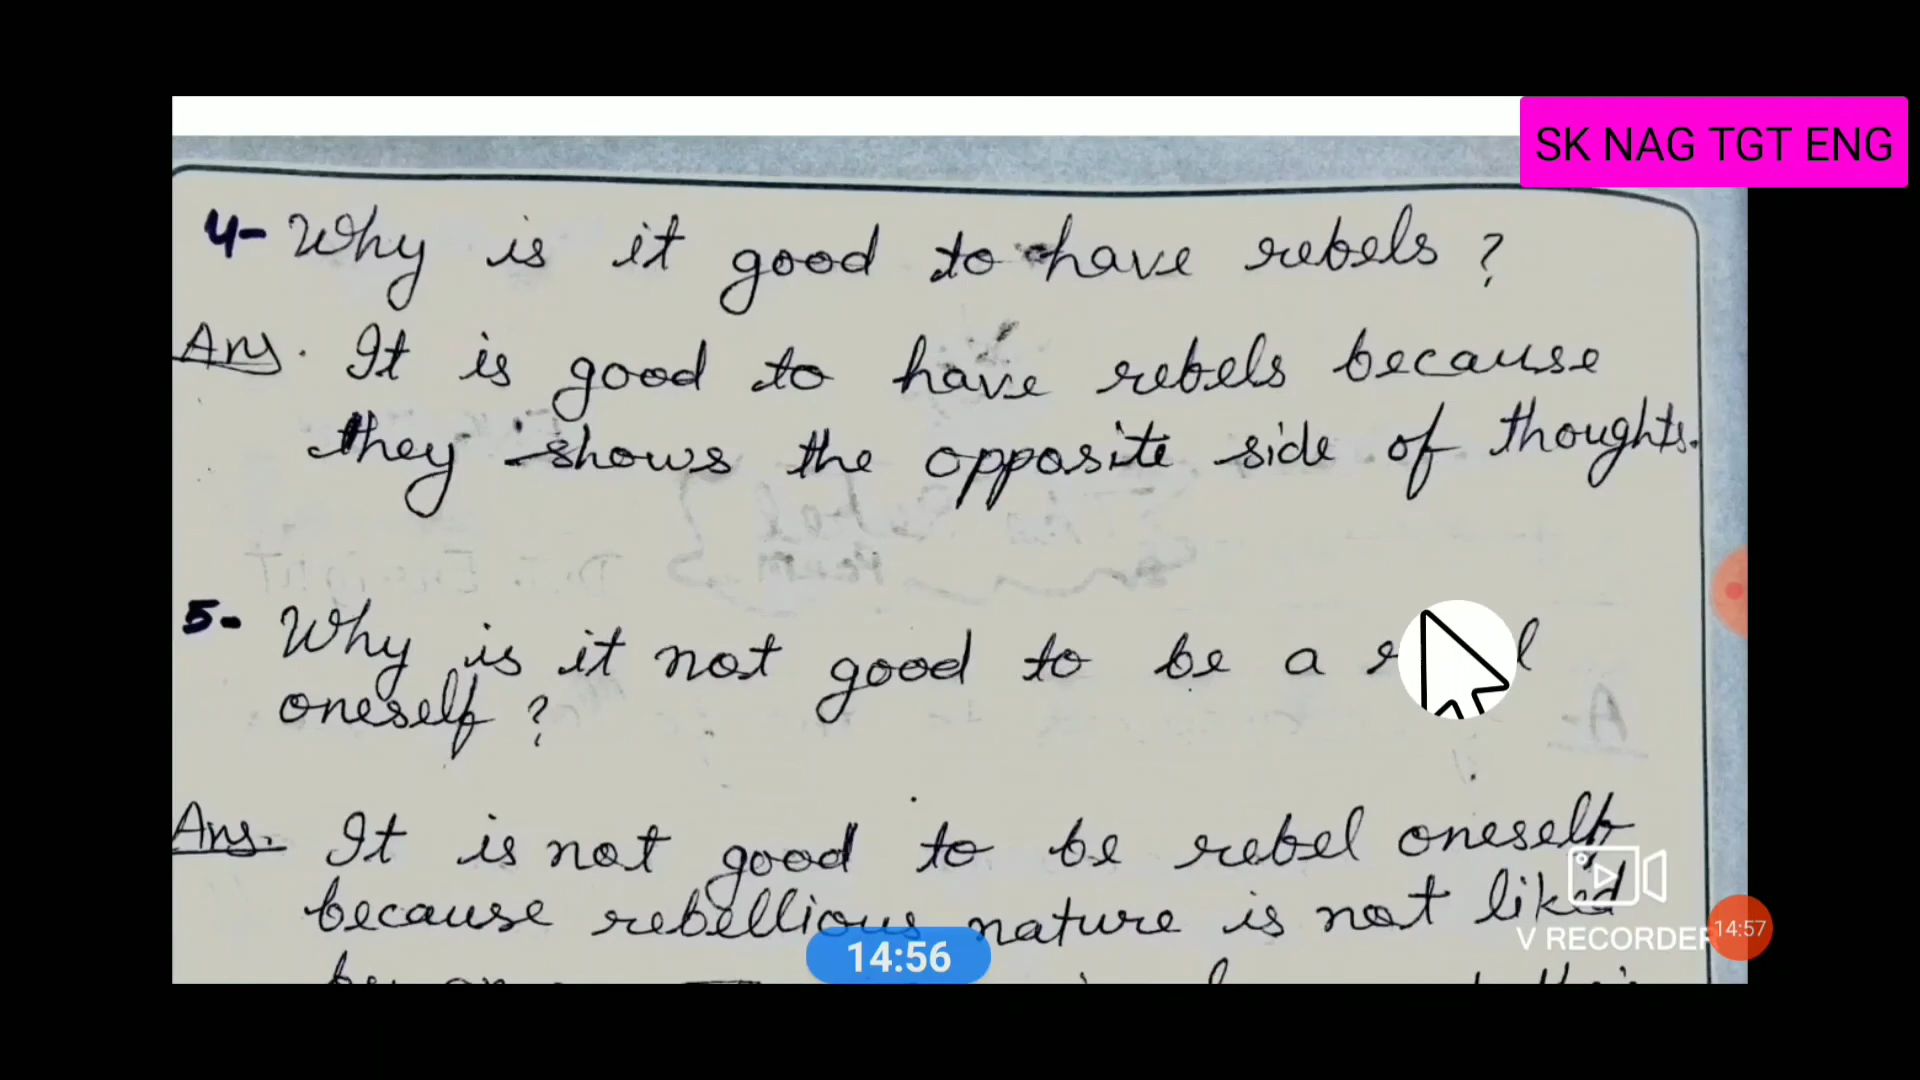 SK NAG TGT ENG
4- Why is it good to have rebels ?
Ans. It is good to have rebels because
they shows the opposite side of thoughts.
5- Why is it not good to be a
oneself ?
Ans. It is not good to be rebel oneself
because rebellious nature is not liked
V RECORDER
14:57
14:56